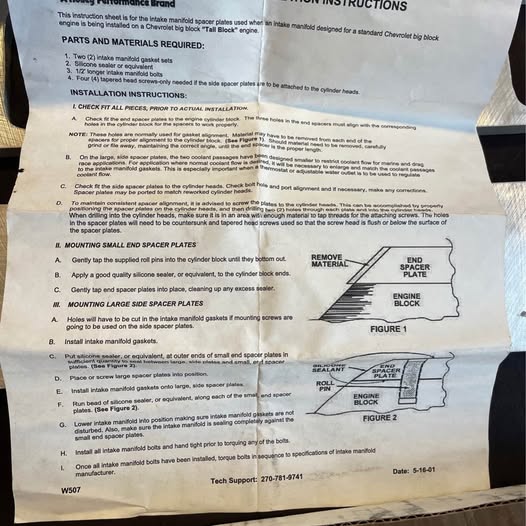 Performance Brand
INSTRUCTIONS
This instruction sheet is for the intake manifold spacer plates used when an intake manifold designed for a standard Chevrolet big block
engine is being installed on a Chevrolet big block "Tall Block" engine.
PARTS AND MATERIALS REQUIRED:
1. Two (2) intake manifold gasket sets
2. Silicone sealer or equivalent
3. 1/2" longer intake manifold bolts
4. Four (4) tapered head screws-only needed if the side spacer plates are to be attached to the cylinder heads.
INSTALLATION INSTRUCTIONS:
I. CHECK FIT ALL PIECES, PRIOR TO ACTUAL INSTALLATION.
A. Check fit the end spacer plates to the engine cylinder block. The three holes in the end spacers must align with the corresponding
holes in the cylinder block for the spacers to work properly.
NOTE: These holes are normally used for gasket alignment. Material may have to be removed from each end of the
spacers for proper alignment to the cylinder block. (See Figure 1). Should material need to be removed, carefully
grind or file away, maintaining the correct angle, until the end spacer is the proper length.
B. On the large, side spacer plates, the two coolant passages have been designed smaller to restrict coolant flow for marine and drag
race applications. For application where normal coolant flow is desired, it will be necessary to enlarge and match the coolant passages
to the intake manifold gaskets. This is especially important when a thermostat or adjustable water outlet is to be used to regulate
coolant flow.
C. Check fit the side spacer plates to the cylinder heads. Check bolt hole and port alignment and if necessary, make any corrections.
Spacer plates may be ported to match reworked cylinder heads.
D. To maintain consistent spacer alignment, it is advised to screw the plates to the cylinder heads. This can be accomplished by properly
positioning the spacer plates on the cylinder heads, and then drilling two (2) holes through each plate and into the cylinder heads.
When drilling into the cylinder heads, make sure it is in an area with enough material to tap threads for the attaching screws. The holes
in the spacer plates will need to be countersunk and tapered head screws used so that the screw head is flush or below the surface of
the spacer plates.
II. MOUNTING SMALL END SPACER PLATES
A. Gently tap the supplied roll pins into the cylinder block until they bottom out.
B. Apply a good quality silicone sealer, or equivalent, to the cylinder block ends.
C. Gently tap end spacer plates into place, cleaning up any excess sealer.
REMOVE
MATERIAL
END
SPACER
PLATE
ENGINE
BLOCK
FIGURE 1
III. MOUNTING LARGE SIDE SPACER PLATES
A. Holes will have to be cut in the intake manifold gaskets if mounting screws are
going to be used on the side spacer plates.
B. Install intake manifold gaskets.
C. Put silicone sealer, or equivalent, at outer ends of small end spacer plates in
sufficient quantity to seal between large, side plates and small, end spacer
plates. (See Figure 2).
D. Place or screw large spacer plates into position.
E. Install intake manifold gaskets onto large, side spacer plates.
F. Run bead of silicone sealer, or equivalent, along each of the small, end spacer
plates. (See Figure 2).
G. Lower intake manifold into position making sure intake manifold gaskets are not
disturbed. Also, make sure the intake manifold is sealing completely against the
small end spacer plates.
H. Install all intake manifold bolts and hand tight prior to torquing any of the bolts.
I. Once all intake manifold bolts have been installed, torque bolts in sequence to specifications of intake manifold
manufacturer.
SILICONE
SEALANT
END
SPACER
PLATE
ROLL
PIN
ENGINE
BLOCK
FIGURE 2
W507
Tech Support: 270-781-9741
Date: 5-16-01